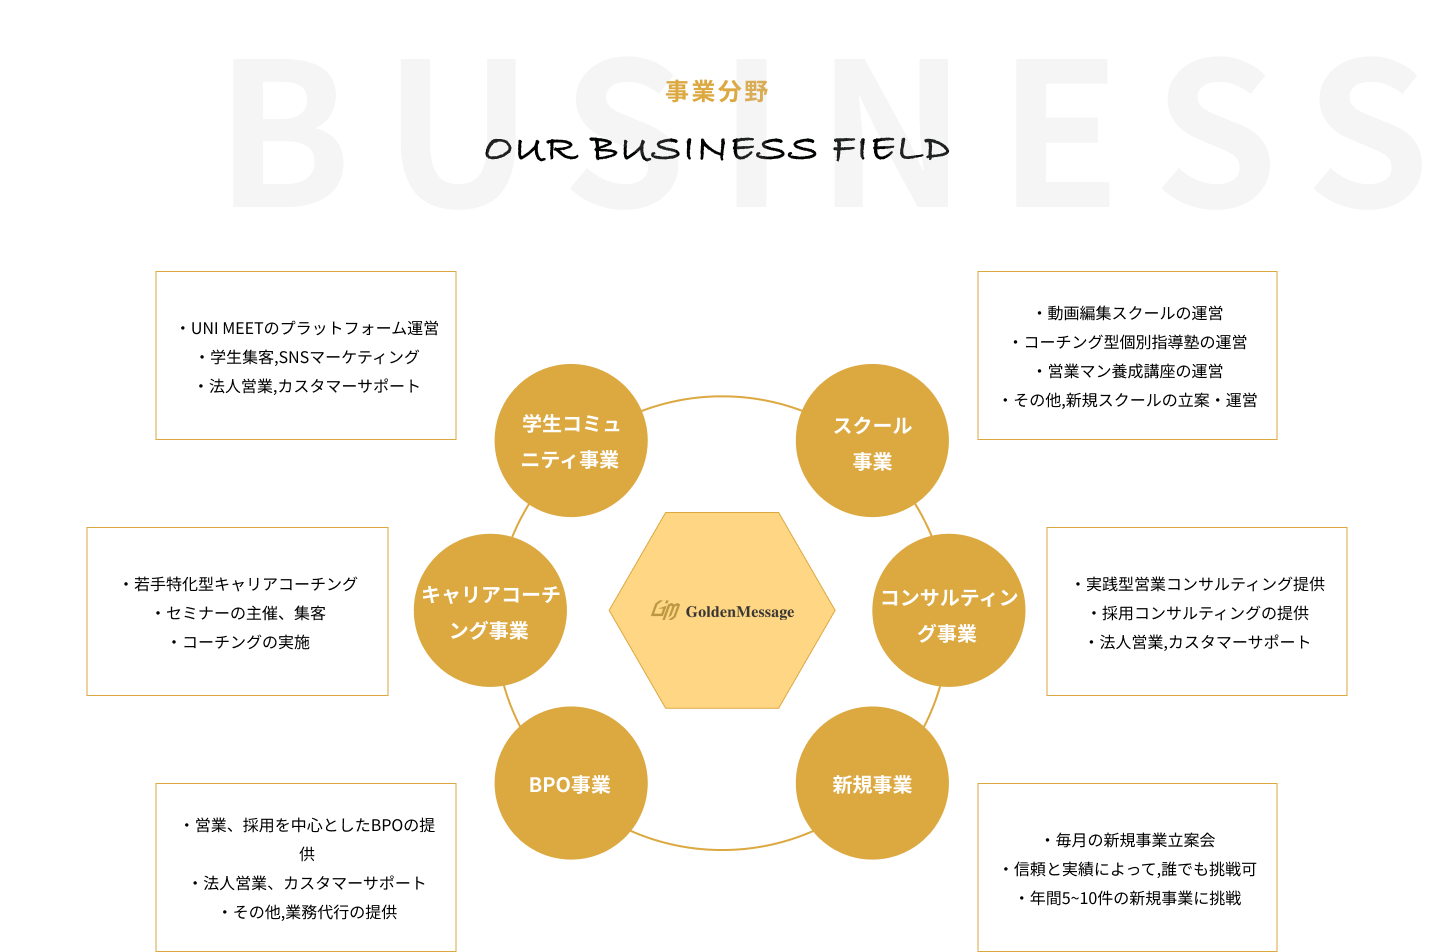 BUSINESS
事業分野
OUR BUSINESS FIELD
・UNI MEETのプラットフォーム運営
・学生集客,SNSマーケティング
・法人営業,カスタマーサポート
・動画編集スクールの運営
・コーチング型個別指導塾の運営
・営業マン養成講座の運営
・その他,新規スクールの立案・運営
学生コミュ
ニティ事業
スクール
事業
・若手特化型キャリアコーチング
・セミナーの主催、集客
・コーチングの実施
キャリアコーチ
ング事業
Gm GoldenMessage
コンサルティン
グ事業
・実践型営業コンサルティング提供
・採用コンサルティングの提供
・法人営業,カスタマーサポート
BPO事業
新規事業
・営業、採用を中心としたBPOの提
供
・法人営業、カスタマーサポート
・その他,業務代行の提供
・毎月の新規事業立案会
・信頼と実績によって,誰でも挑戦可
・年間5~10件の新規事業に挑戦